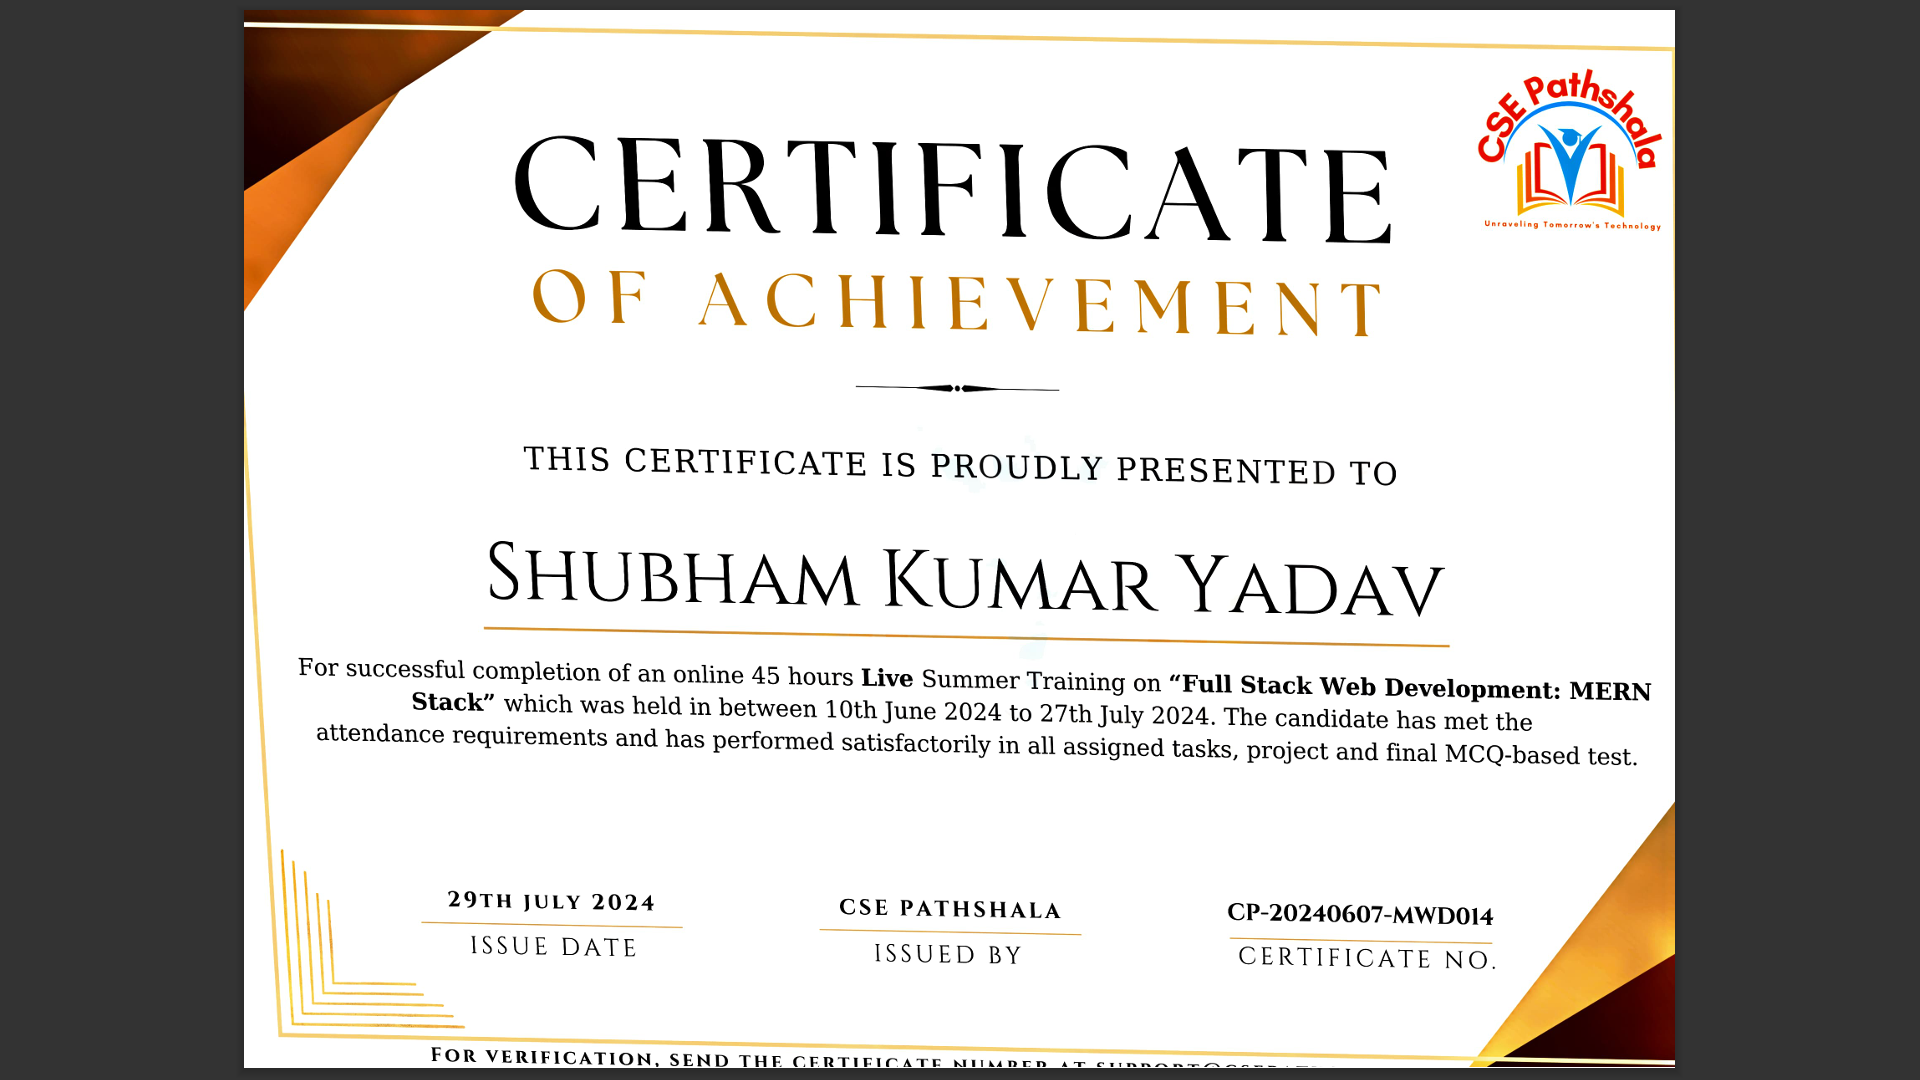 CSE Pathshala
Unraveling Tomorrow's Technology
CERTIFICATE
OF ACHIEVEMENT
THIS CERTIFICATE IS PROUDLY PRESENTED TO
SHUBHAM KUMAR YADAV
For successful completion of an online 45 hours Live Summer Training on “Full Stack Web Development: MERN
Stack” which was held in between 10th June 2024 to 27th July 2024. The candidate has met the
attendance requirements and has performed satisfactorily in all assigned tasks, project and final MCQ-based test.
29TH JULY 2024
ISSUE DATE
CSE PATHSHALA
ISSUED BY
CP-20240607-MWD014
CERTIFICATE NO.
FOR VERIFICATION, SEND THE CERTIFICATE NUMBER AT